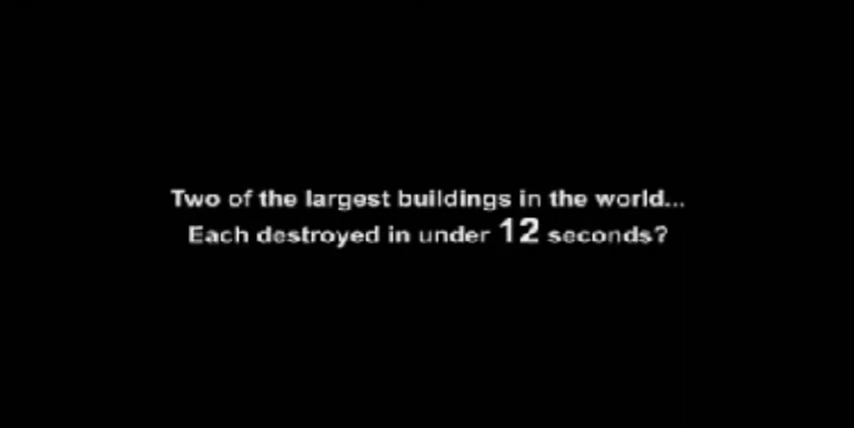 Two of the largest buildings in the world...
Each destroyed in under 12 seconds?